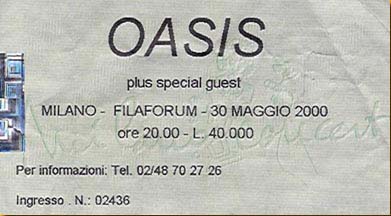 OASIS
plus special guest
MILANO - FILAFORUM - 30 MAGGIO 2000
ore 20.00 - L. 40.000
Per informazioni: Tel. 02/48 70 27 26
Ingresso . N.: 02436